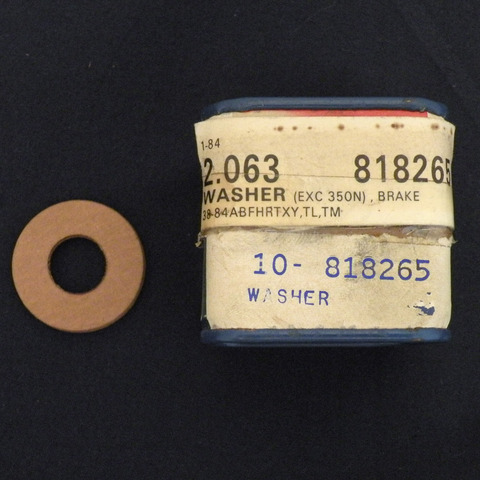 1-84
2.063 818265
WASHER (EXC 350N), BRAKE
38-84ABFHRTXY,TL,TM
10- 818265
WASHER